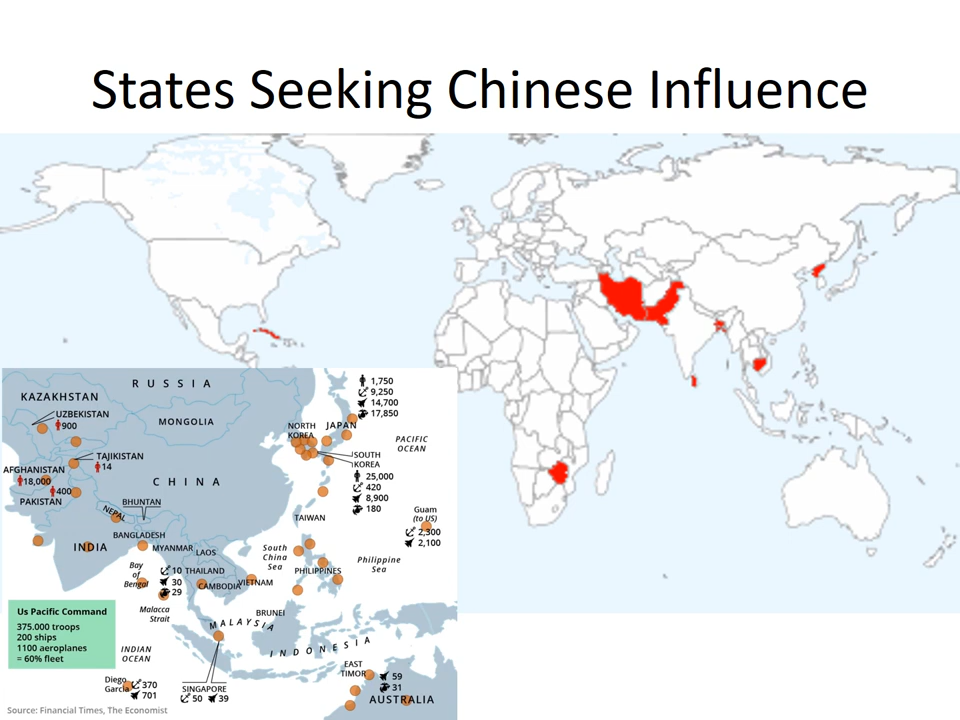 States Seeking Chinese Influence
R U S S I A
KAZAKHSTAN
UZBEKISTAN
900
MONGOLIA
TAJIKISTAN
14
AFGHANISTAN
18,000
400
PAKISTAN
C H I N A
BHUNTAN
NEPAL
BANGLADESH
INDIA
MYANMAR
LAOS
Bay
of
Bengal
10
30
29
THAILAND
CAMBODIA
VIETNAM
Malacca
Strait
NORTH
KOREA
JAPAN
1,750
9,250
14,700
17,850
PACIFIC
OCEAN
SOUTH
KOREA
25,000
420
8,900
180
TAIWAN
Guam
(to US)
2,300
2,100
South
China
Sea
Philippine
Sea
PHILIPPINES
BRUNEI
M A L A Y S I A
I N D O N E S I A
Us Pacific Command
375.000 troops
200 ships
1100 aeroplanes
= 60% fleet
INDIAN
OCEAN
Diego
Garcia
370
701
SINGAPORE
50 39
EAST
TIMOR
59
31
AUSTRALIA
Source: Financial Times, The Economist